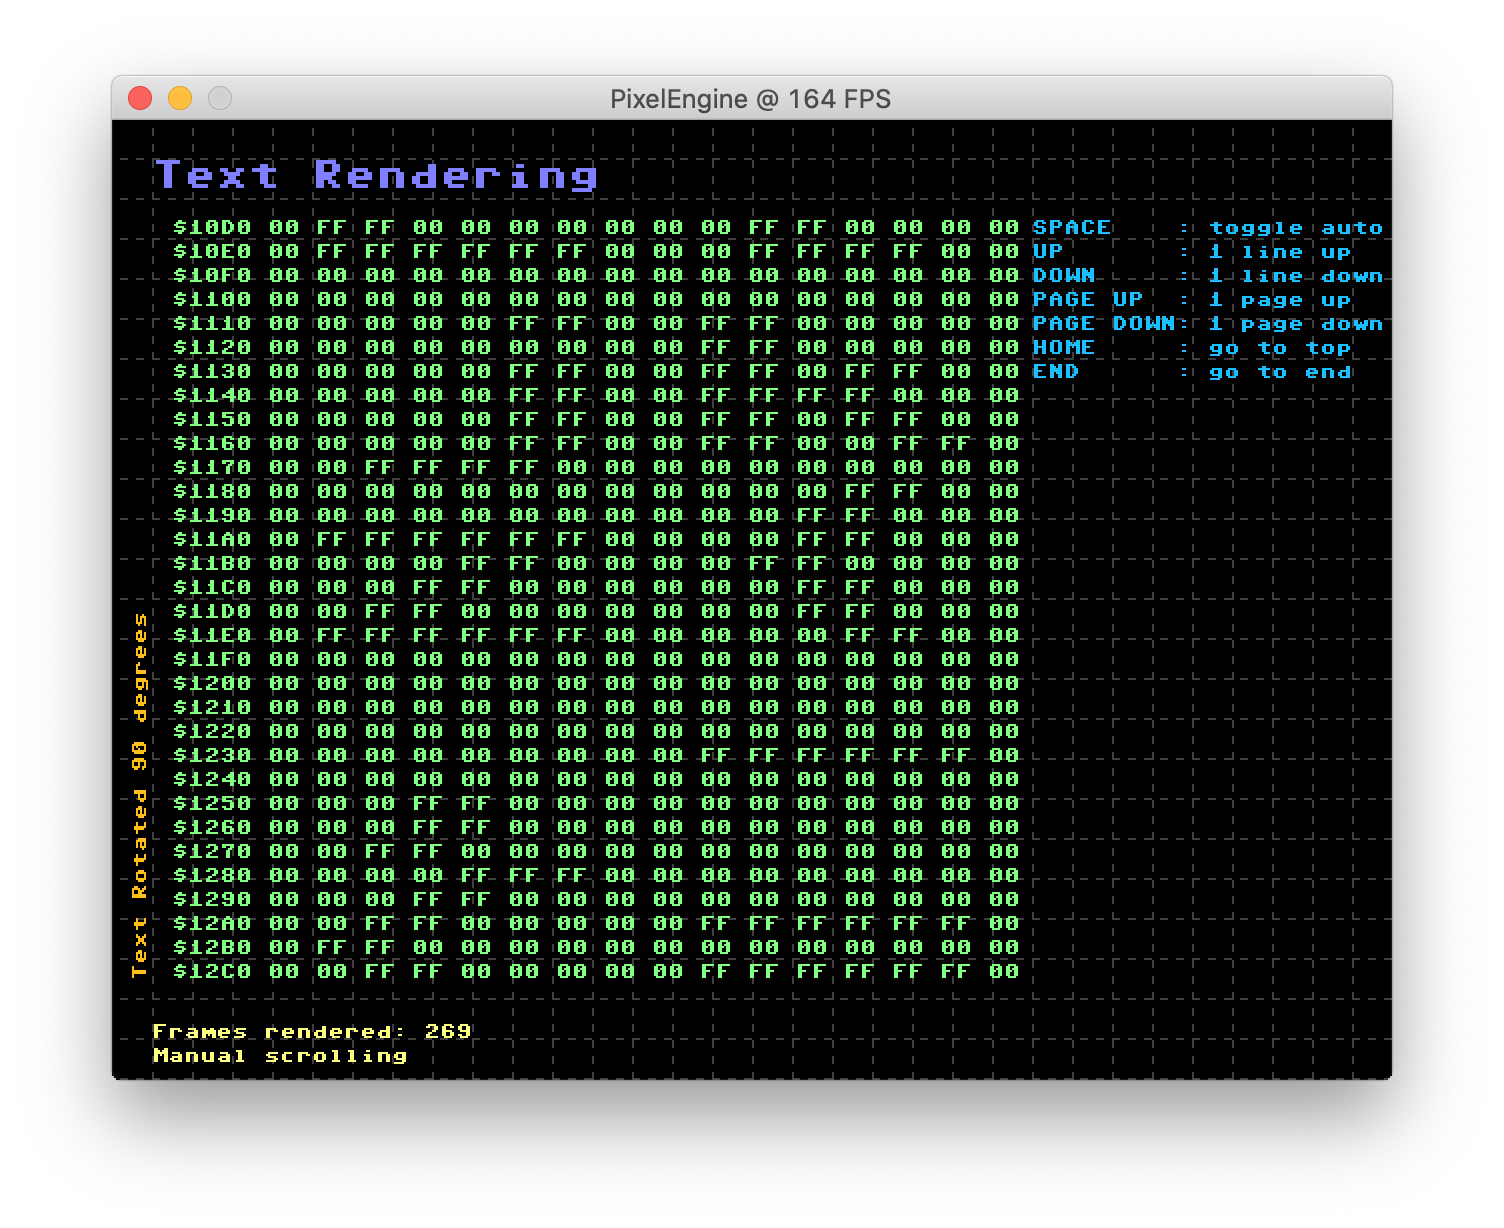 PixelEngine @ 164 FPS
Text Rendering
$10D0 00 FF FF 00 00 00 00 00 00 00 FF FF 00 00 00 00 SPACE : toggle auto
$10E0 00 FF FF FF FF FF FF 00 00 00 FF FF FF FF 00 00 UP : 1 line up
$10F0 00 00 00 00 00 00 00 00 00 00 00 00 00 00 00 00 DOWN : 1 line down
$1100 00 00 00 00 00 00 00 00 00 00 00 00 00 00 00 00 PAGE UP : 1 page up
$1110 00 00 00 00 00 FF FF 00 00 FF FF 00 00 00 00 00 PAGE DOWN: 1 page down
$1120 00 00 00 00 00 00 00 00 00 FF FF 00 00 00 00 00 HOME : go to top
$1130 00 00 00 00 00 FF FF 00 00 FF FF 00 FF FF 00 00 END : go to end
$1140 00 00 00 00 00 FF FF 00 00 FF FF FF FF 00 00 00
$1150 00 00 00 00 00 FF FF 00 00 FF FF 00 FF FF 00 00
$1160 00 00 00 00 00 FF FF 00 00 FF FF 00 00 FF FF 00
$1170 00 00 FF FF FF FF 00 00 00 00 00 00 00 00 00 00
$1180 00 00 00 00 00 00 00 00 00 00 00 00 FF FF 00 00
$1190 00 00 00 00 00 00 00 00 00 00 00 FF FF 00 00 00
$11A0 00 FF FF FF FF FF FF 00 00 00 00 FF FF 00 00 00
$11B0 00 00 00 00 FF FF 00 00 00 00 FF FF 00 00 00 00
$11C0 00 00 00 FF FF 00 00 00 00 00 00 FF FF 00 00 00
$11D0 00 00 FF FF 00 00 00 00 00 00 00 FF FF 00 00 00
$11E0 00 FF FF FF FF FF FF 00 00 00 00 00 FF FF 00 00
$11F0 00 00 00 00 00 00 00 00 00 00 00 00 00 00 00 00
$1200 00 00 00 00 00 00 00 00 00 00 00 00 00 00 00 00
$1210 00 00 00 00 00 00 00 00 00 00 00 00 00 00 00 00
$1220 00 00 00 00 00 00 00 00 00 00 00 00 00 00 00 00
$1230 00 00 00 00 00 00 00 00 00 FF FF FF FF FF FF 00
$1240 00 00 00 00 00 00 00 00 00 00 00 00 00 00 00 00
$1250 00 00 00 FF FF 00 00 00 00 00 00 00 00 00 00 00
$1260 00 00 00 FF FF 00 00 00 00 00 00 00 00 00 00 00
$1270 00 00 FF FF 00 00 00 00 00 00 00 00 00 00 00 00
$1280 00 00 00 00 FF FF FF 00 00 00 00 00 00 00 00 00
$1290 00 00 00 FF FF 00 00 00 00 00 00 00 00 00 00 00
$12A0 00 00 FF FF 00 00 00 00 00 FF FF FF FF FF FF 00
$12B0 00 FF FF 00 00 00 00 00 00 00 00 00 00 00 00 00
$12C0 00 00 FF FF 00 00 00 00 00 FF FF FF FF FF FF 00
Text Rotated 90 degrees
Frames rendered: 269
Manual scrolling